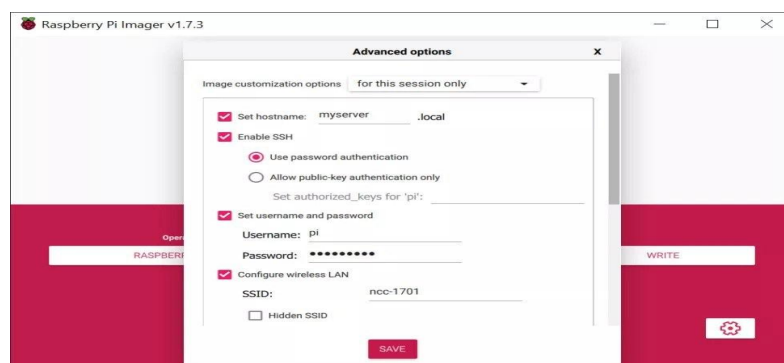 Raspberry Pi Imager v1.7.3
Advanced options X
Image customization options for this session only
Set hostname: myserver .local
Enable SSH
Use password authentication
Allow public-key authentication only
Set authorized_keys for 'pi':
Set username and password
Username: pi
Password: •••••••••
Configure wireless LAN
SSID: ncc-1701
Hidden SSID
SAVE
Oper
RASPBERR
WRITE